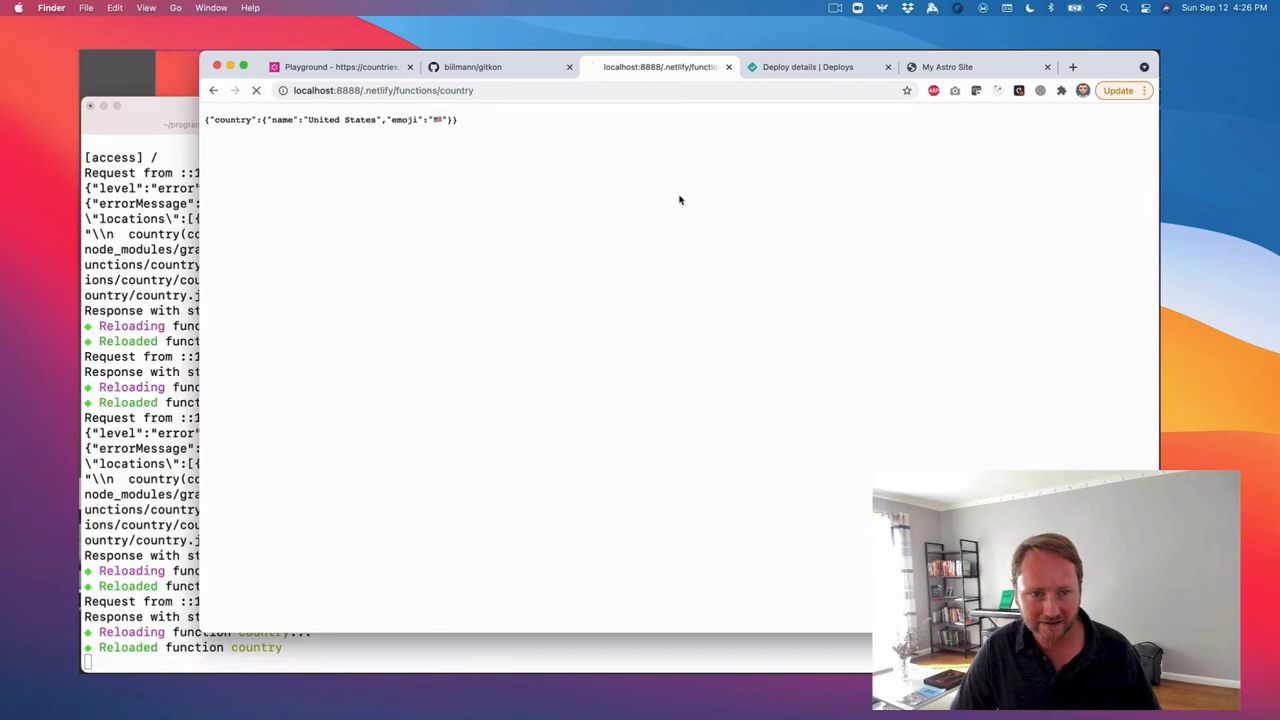 Finder File Edit View Go Window Help Sun Sep 12 4:26 PM
Playground - https://countries. biilmann/gitkon localhost:8888/.netlify/functio Deploy details | Deploys My Astro Site
localhost:8888/.netlify/functions/country Update
{"country":{"name":"United States","emoji":"🇺🇸"}}
~/progra
[access] /
Request from ::1
{"level":"error"
{"errorMessage":
\"locations\":[{
"\\n country(co
node_modules/gra
unctions/country
ions/country/cou
ountry/country.j
Response with st
◆ Reloading func
◆ Reloaded funct
Request from ::1
Response with st
◆ Reloading func
◆ Reloaded funct
Request from ::1
{"level":"error"
{"errorMessage":
\"locations\":[{
"\\n country(co
node_modules/gra
unctions/country
ions/country/cou
ountry/country.j
Response with st
◆ Reloading func
◆ Reloaded funct
Request from ::1
Response with st
◆ Reloading function country...
◆ Reloaded function country